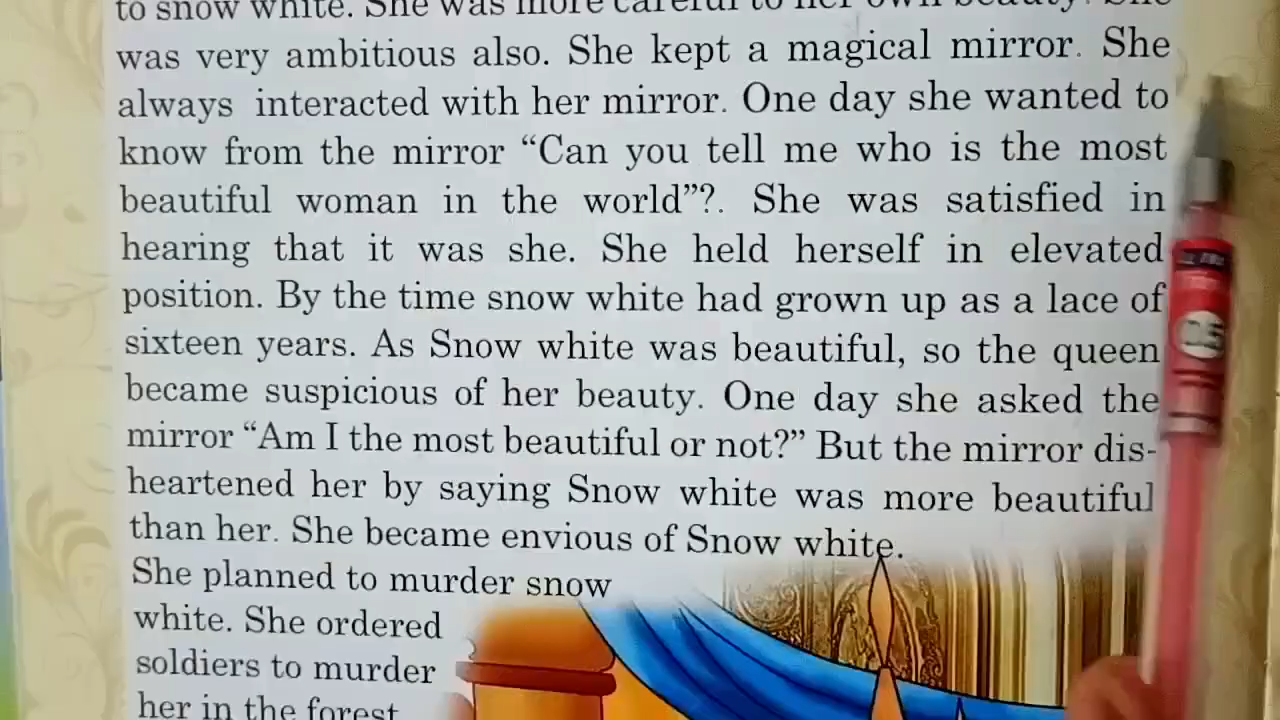 to snow white. She was more careful to her own beauty. She
was very ambitious also. She kept a magical mirror. She
always interacted with her mirror. One day she wanted to
know from the mirror “Can you tell me who is the most
beautiful woman in the world”?. She was satisfied in
hearing that it was she. She held herself in elevated
position. By the time snow white had grown up as a lace of
sixteen years. As Snow white was beautiful, so the queen
became suspicious of her beauty. One day she asked the
mirror “Am I the most beautiful or not?” But the mirror dis-
heartened her by saying Snow white was more beautiful
than her. She became envious of Snow white.
She planned to murder snow
white. She ordered
soldiers to murder
her in the forest
0.5